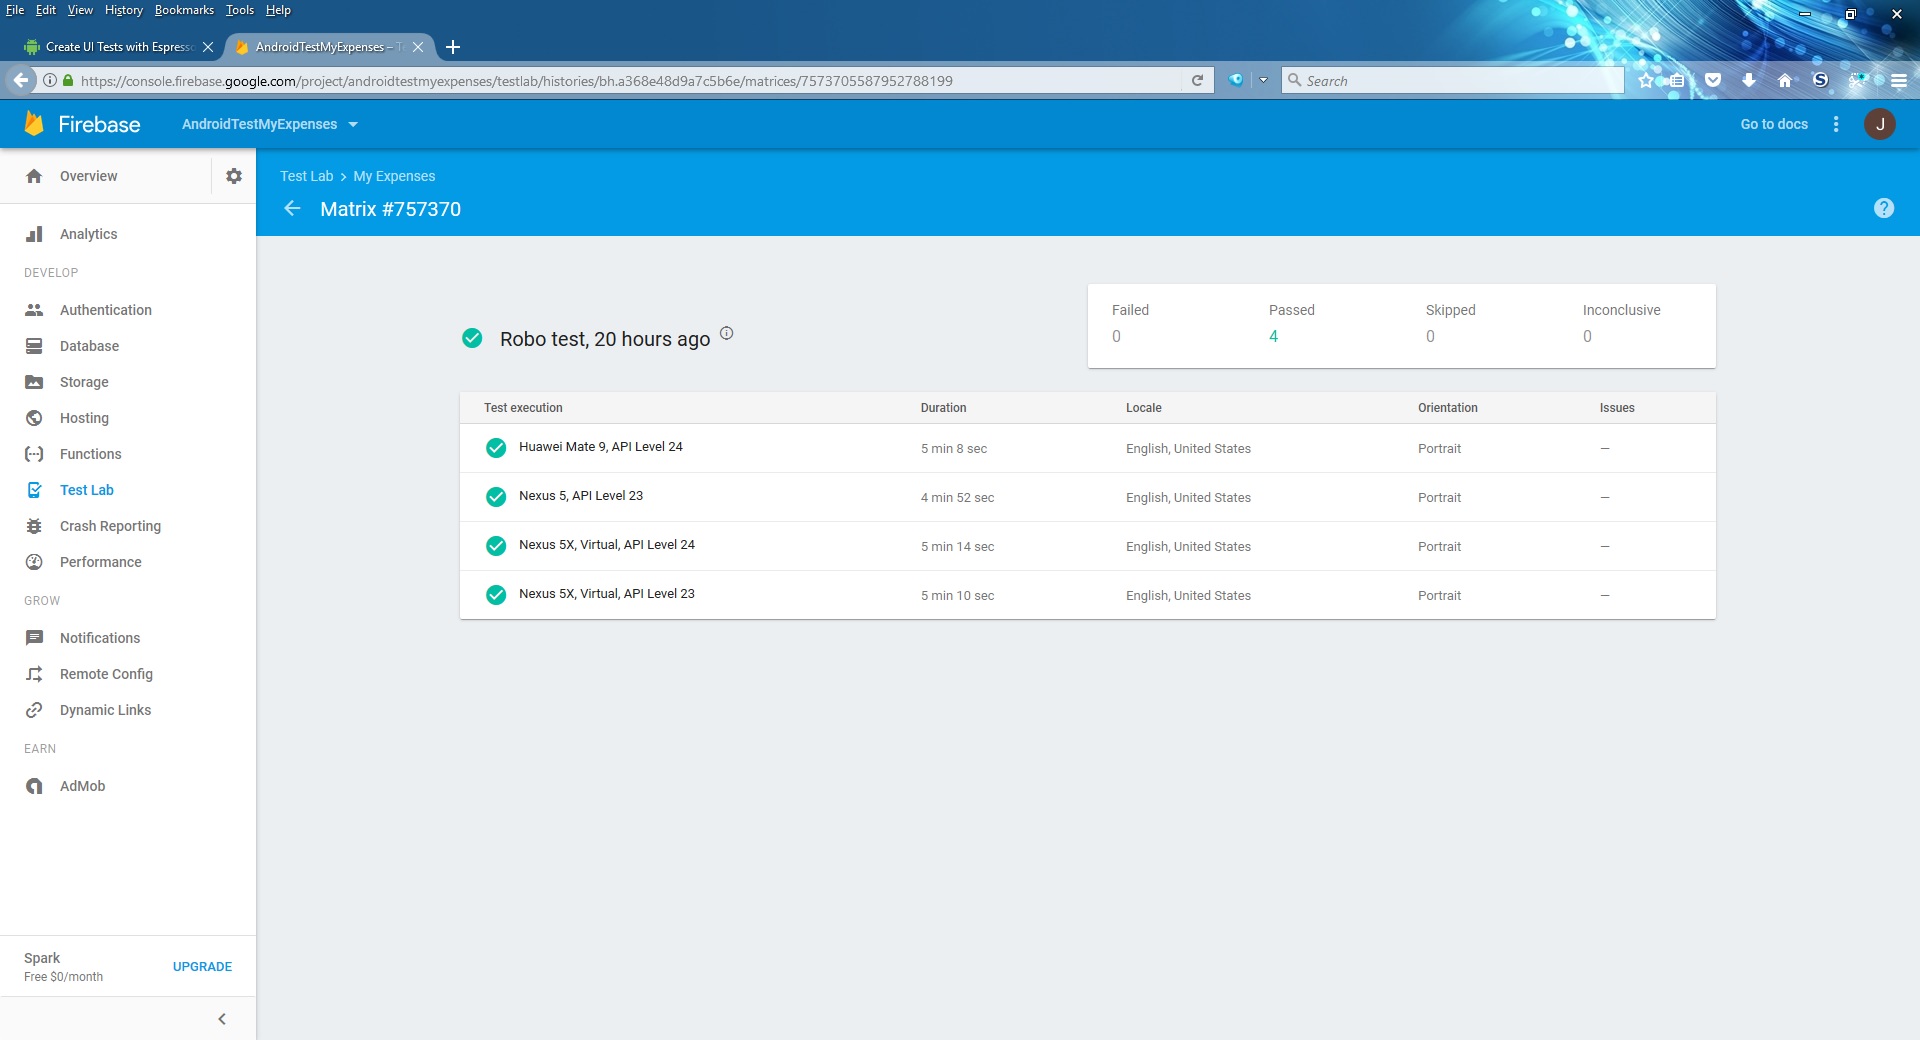 File Edit View History Bookmarks Tools Help
Create UI Tests with Espresso
AndroidTestMyExpenses – T
https://console.firebase.google.com/project/androidtestmyexpenses/testlab/histories/bh.a368e48d9a7c5b6e/matrices/7573705587952788199
Search
Firebase
AndroidTestMyExpenses
Go to docs
J
Overview
Analytics
DEVELOP
Authentication
Database
Storage
Hosting
Functions
Test Lab
Crash Reporting
Performance
GROW
Notifications
Remote Config
Dynamic Links
EARN
AdMob
Spark
Free $0/month
UPGRADE
Test Lab > My Expenses
Matrix #757370
Robo test, 20 hours ago
Failed Passed Skipped Inconclusive
0 4 0 0
Test execution Duration Locale Orientation Issues
Huawei Mate 9, API Level 24 5 min 8 sec English, United States Portrait —
Nexus 5, API Level 23 4 min 52 sec English, United States Portrait —
Nexus 5X, Virtual, API Level 24 5 min 14 sec English, United States Portrait —
Nexus 5X, Virtual, API Level 23 5 min 10 sec English, United States Portrait —